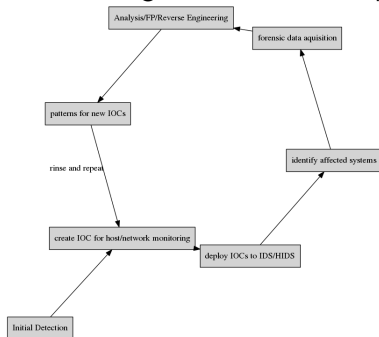 Analysis/FP/Reverse Engineering
forensic data aquisition
patterns for new IOCs
identify affected systems
rinse and repeat
create IOC for host/network monitoring
deploy IOCs to IDS/HIDS
Initial Detection